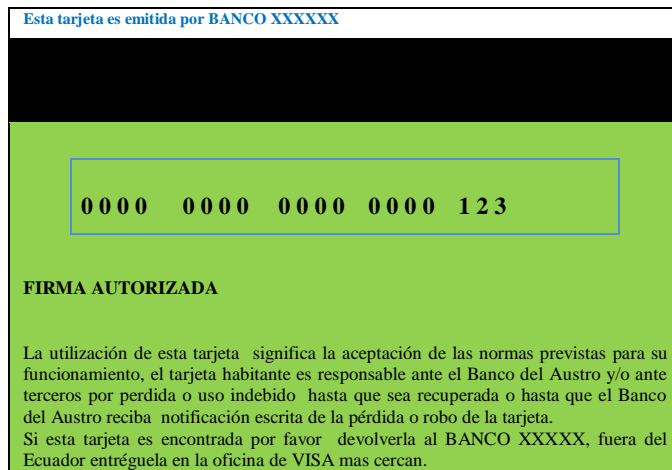 Esta tarjeta es emitida por BANCO XXXXXX
0000 0000 0000 0000 123
FIRMA AUTORIZADA
La utilización de esta tarjeta significa la aceptación de las normas previstas para su
funcionamiento, el tarjeta habitante es responsable ante el Banco del Austro y/o ante
terceros por perdida o uso indebido hasta que sea recuperada o hasta que el Banco
del Austro reciba notificación escrita de la pérdida o robo de la tarjeta.
Si esta tarjeta es encontrada por favor devolverla al BANCO XXXXX, fuera del
Ecuador entréguela en la oficina de VISA mas cercan.